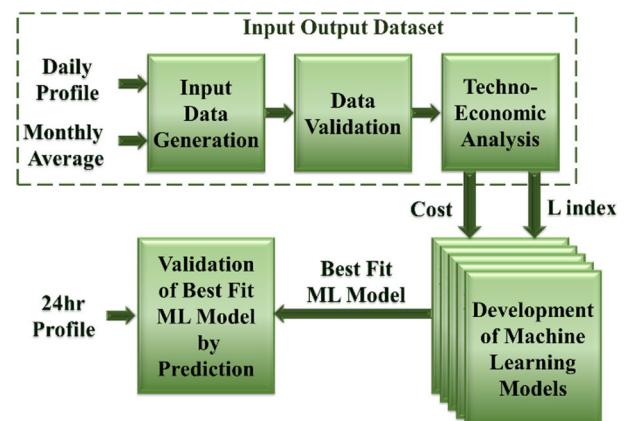 Input Output Dataset
Daily
Profile
Monthly
Average
Input
Data
Generation
Data
Validation
Techno-
Economic
Analysis
Cost
L index
24hr
Profile
Validation
of Best Fit
ML Model
by
Prediction
Best Fit
ML Model
Development
of Machine
Learning
Models